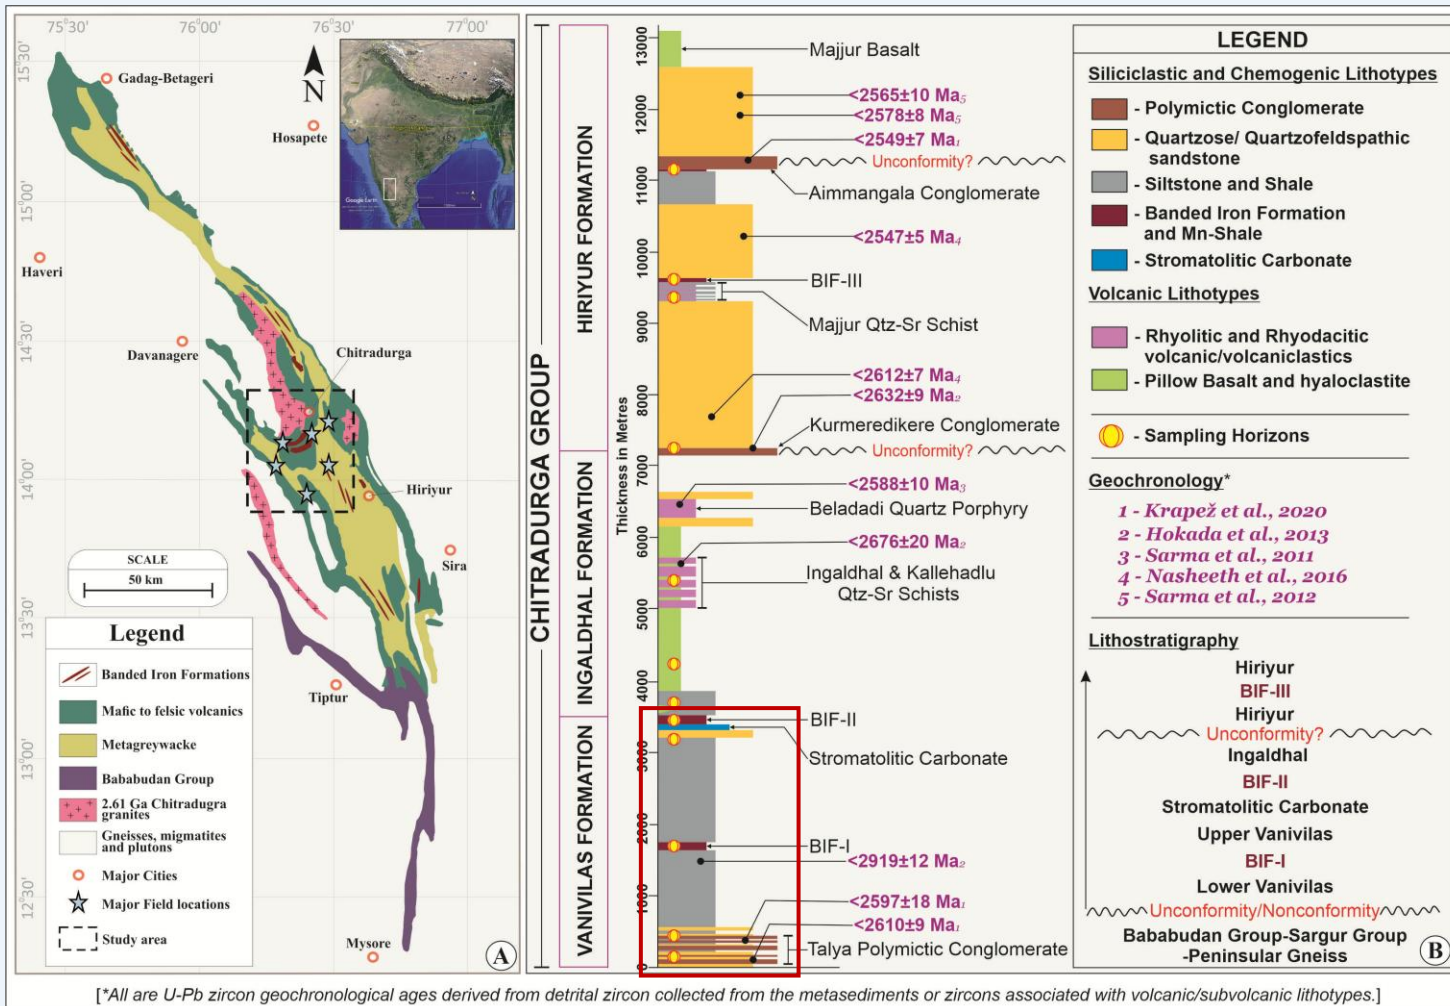 75°30'
76°00'
76°30'
77°00'
15°30'
15°00'
14°30'
14°00'
13°30'
13°00'
12°30'
N
Gadag-Betageri
Hosapete
Haveri
Davanagere
Chitradurga
Hiriyur
Sira
Tiptur
Mysore
Google Earth
SCALE
50 km
Legend
Banded Iron Formations
Mafic to felsic volcanics
Metagreywacke
Bababudan Group
2.61 Ga Chitradugra
granites
Gneisses, migmatites
and plutons
Major Cities
Major Field locations
Study area
A
CHITRADURGA GROUP
HIRIYUR FORMATION
INGALDHAL FORMATION
VANIVILAS FORMATION
Thickness in Metres
13000
12000
11000
10000
9000
8000
7000
6000
5000
4000
3000
2000
1000
0
Majjur Basalt
<2565±10 Ma5
<2578±8 Ma5
<2549±7 Ma1
Unconformity?
Aimmangala Conglomerate
<2547±5 Ma4
BIF-III
Majjur Qtz-Sr Schist
<2612±7 Ma4
<2632±9 Ma2
Kurmeredikere Conglomerate
Unconformity?
<2588±10 Ma3
Beladadi Quartz Porphyry
<2676±20 Ma2
Ingaldhal & Kallehadlu
Qtz-Sr Schists
BIF-II
Stromatolitic Carbonate
BIF-I
<2919±12 Ma2
<2597±18 Ma1
<2610±9 Ma1
Talya Polymictic Conglomerate
LEGEND
Siliciclastic and Chemogenic Lithotypes
- Polymictic Conglomerate
- Quartzose/ Quartzofeldspathic
sandstone
- Siltstone and Shale
- Banded Iron Formation
and Mn-Shale
- Stromatolitic Carbonate
Volcanic Lithotypes
- Rhyolitic and Rhyodacitic
volcanic/volcaniclastics
- Pillow Basalt and hyaloclastite
- Sampling Horizons
Geochronology*
1 - Krapež et al., 2020
2 - Hokada et al., 2013
3 - Sarma et al., 2011
4 - Nasheeth et al., 2016
5 - Sarma et al., 2012
Lithostratigraphy
Hiriyur
BIF-III
Hiriyur
Unconformity?
Ingaldhal
BIF-II
Stromatolitic Carbonate
Upper Vanivilas
BIF-I
Lower Vanivilas
Unconformity/Nonconformity
Bababudan Group-Sargur Group
-Peninsular Gneiss
B
[*All are U-Pb zircon geochronological ages derived from detrital zircon collected from the metasediments or zircons associated with volcanic/subvolcanic lithotypes.]